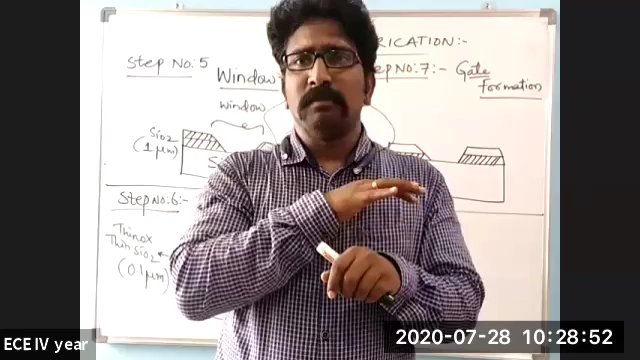 RICATION:-
Step No:5
Window
Step No:7:- Gate
formation
window
SiO2
(1μm)
S
Step No:6:-
Thinox
Thin SiO2
(0.1μm)
ECE IV year
2020-07-28 10:28:52